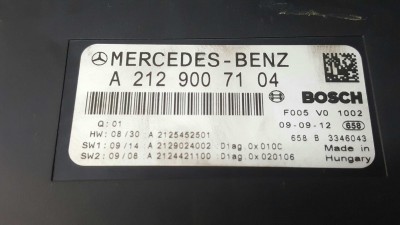 MERCEDES-BENZ
A 212 900 71 04
BOSCH
F005 V0 1002
Q: 01
09-09-12 658
HW: 08/30 A 2125452501
658 B 3346043
SW1: 09/14 A 2129024002 Diag 0x010C
Made in
SW2: 09/08 A 2124421100 Diag 0x020106
Hungary